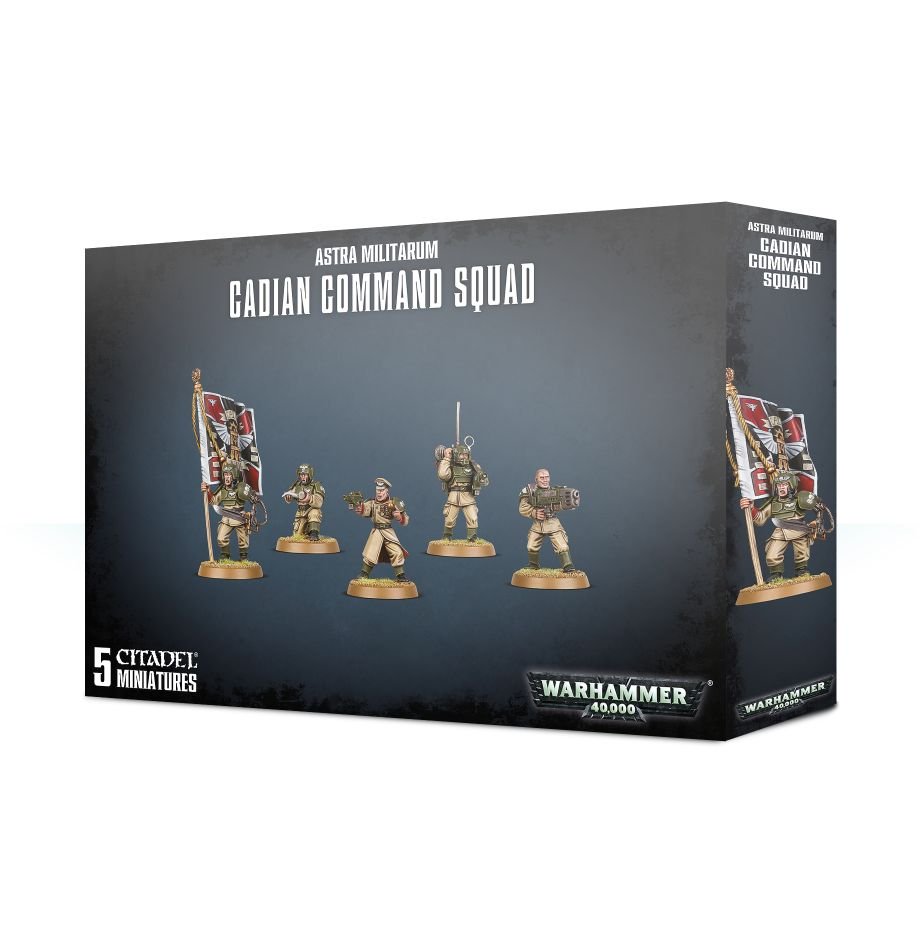 ASTRA MILITARUM
CADIAN COMMAND SQUAD
5 CITADEL®
MINIATURES
WARHAMMER®
40,000
ASTRA MILITARUM
CADIAN
COMMAND
SQUAD
WARHAMMER
40,000